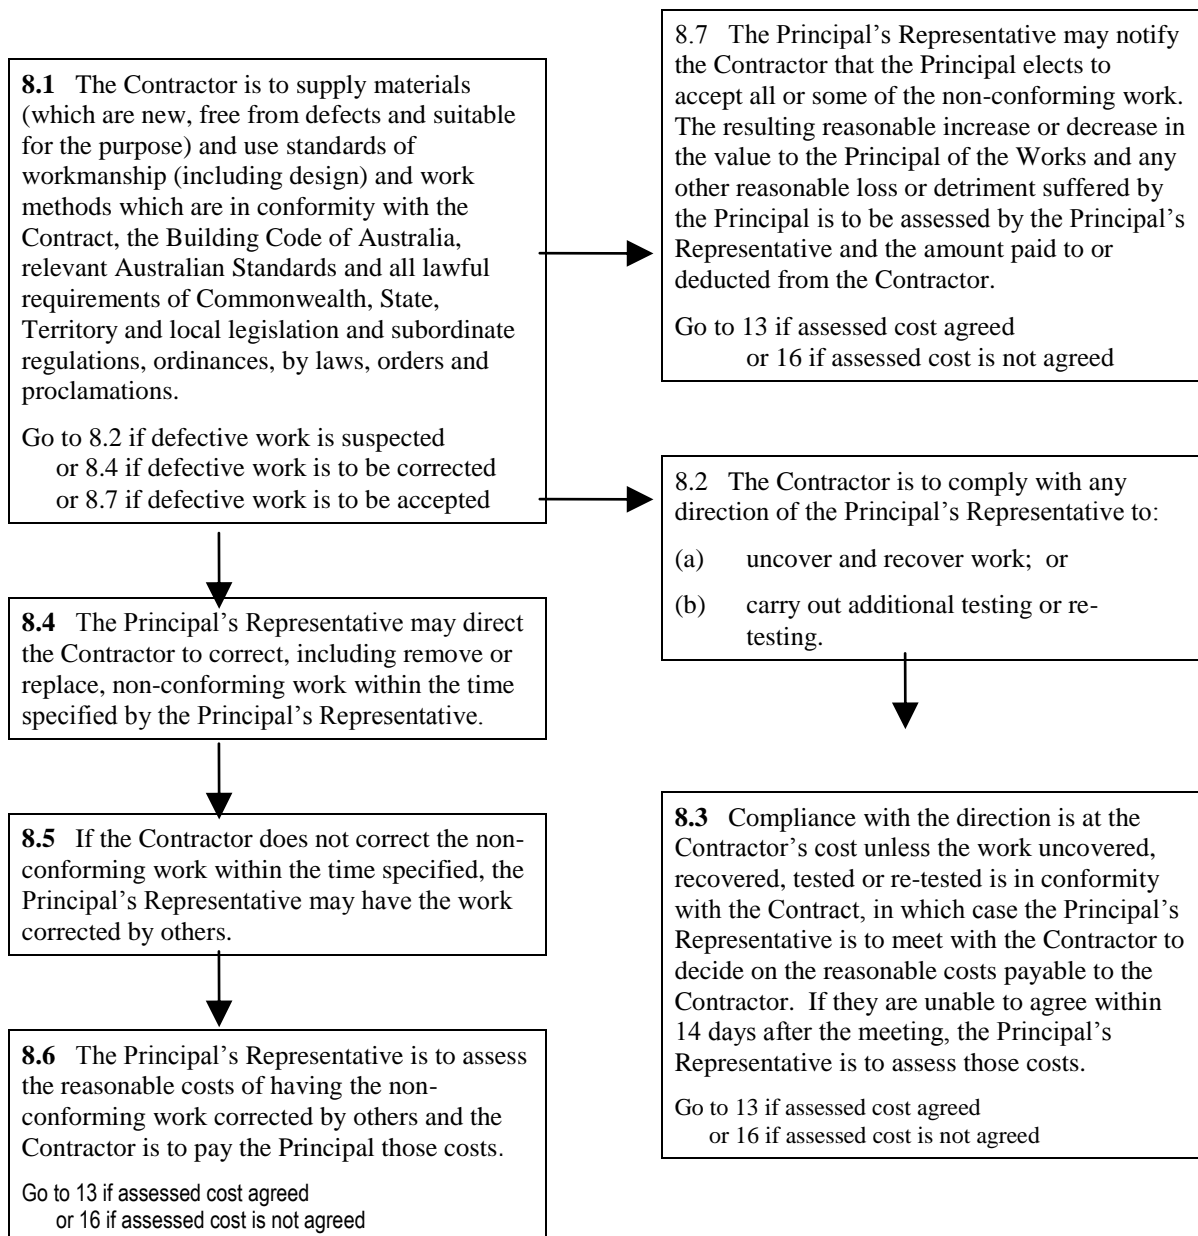 8.1 The Contractor is to supply materials
(which are new, free from defects and suitable
for the purpose) and use standards of
workmanship (including design) and work
methods which are in conformity with the
Contract, the Building Code of Australia,
relevant Australian Standards and all lawful
requirements of Commonwealth, State,
Territory and local legislation and subordinate
regulations, ordinances, by laws, orders and
proclamations.
Go to 8.2 if defective work is suspected
or 8.4 if defective work is to be corrected
or 8.7 if defective work is to be accepted
8.7 The Principal's Representative may notify
the Contractor that the Principal elects to
accept all or some of the non-conforming work.
The resulting reasonable increase or decrease in
the value to the Principal of the Works and any
other reasonable loss or detriment suffered by
the Principal is to be assessed by the Principal's
Representative and the amount paid to or
deducted from the Contractor.
Go to 13 if assessed cost agreed
or 16 if assessed cost is not agreed
8.2 The Contractor is to comply with any
direction of the Principal's Representative to:
(a) uncover and recover work; or
(b) carry out additional testing or re-
testing.
8.4 The Principal's Representative may direct
the Contractor to correct, including remove or
replace, non-conforming work within the time
specified by the Principal's Representative.
8.5 If the Contractor does not correct the non-
conforming work within the time specified, the
Principal's Representative may have the work
corrected by others.
8.3 Compliance with the direction is at the
Contractor's cost unless the work uncovered,
recovered, tested or re-tested is in conformity
with the Contract, in which case the Principal's
Representative is to meet with the Contractor to
decide on the reasonable costs payable to the
Contractor. If they are unable to agree within
14 days after the meeting, the Principal's
Representative is to assess those costs.
Go to 13 if assessed cost agreed
or 16 if assessed cost is not agreed
8.6 The Principal's Representative is to assess
the reasonable costs of having the non-
conforming work corrected by others and the
Contractor is to pay the Principal those costs.
Go to 13 if assessed cost agreed
or 16 if assessed cost is not agreed